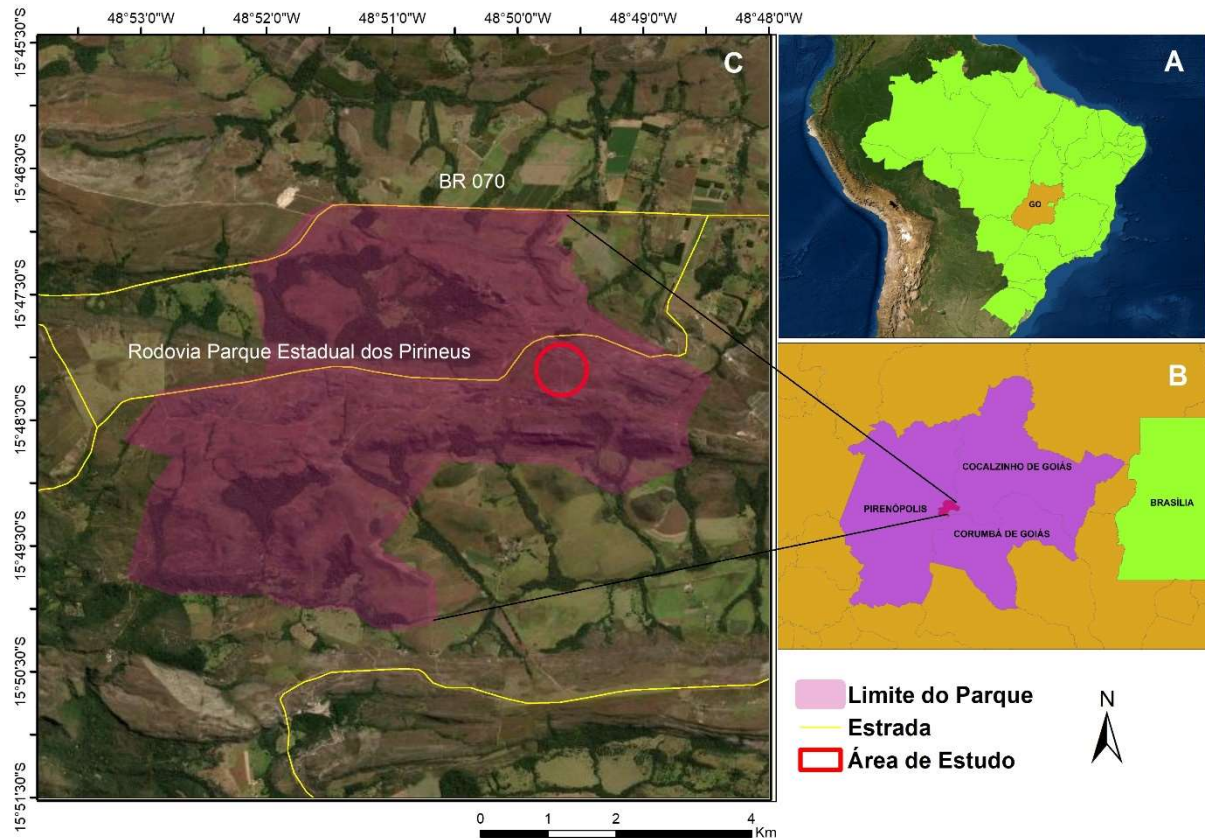 48°53'0"W 48°52'0"W 48°51'0"W 48°50'0"W 48°49'0"W 48°48'0"W
15°45'30"S
15°46'30"S
15°47'30"S
15°48'30"S
15°49'30"S
15°50'30"S
15°51'30"S
C
BR 070
Rodovia Parque Estadual dos Pirineus
A
GO
B
COCALZINHO DE GOIÁS
PIRENÓPOLIS
BRASÍLIA
CORUMBÁ DE GOIÁS
Limite do Parque
Estrada
Área de Estudo
N
0 1 2 4
Km